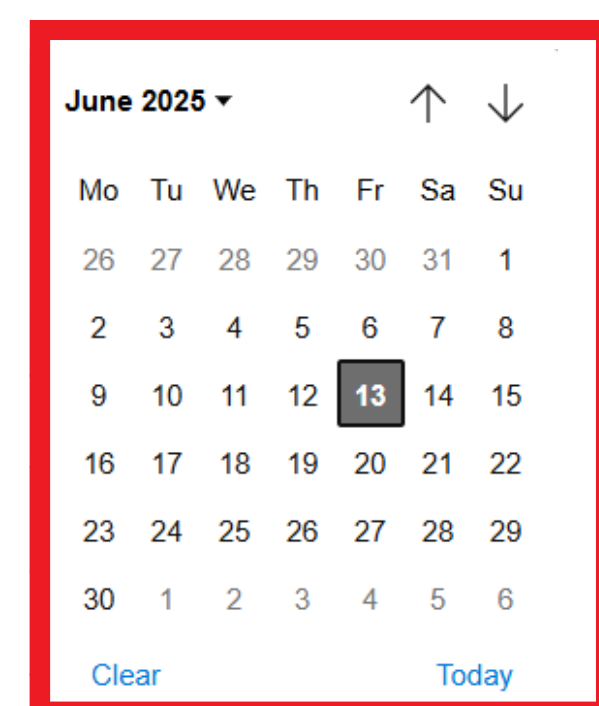 June 2025
Mo Tu We Th Fr Sa Su
26 27 28 29 30 31 1
2 3 4 5 6 7 8
9 10 11 12 13 14 15
16 17 18 19 20 21 22
23 24 25 26 27 28 29
30 1 2 3 4 5 6
Clear Today